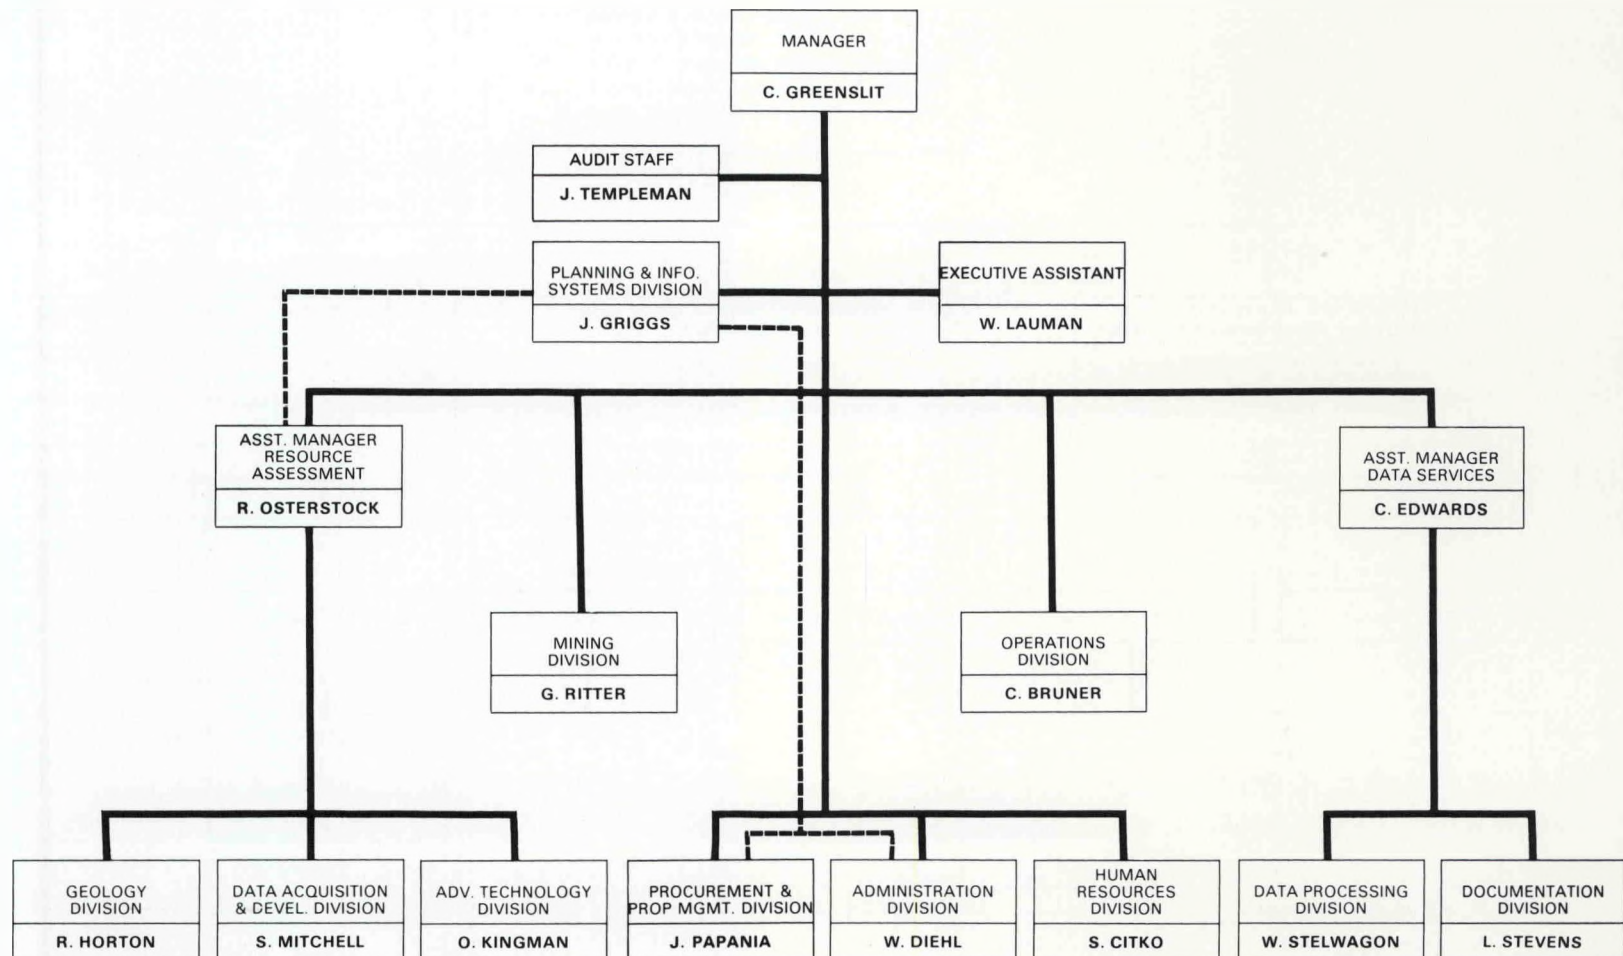 MANAGER
C. GREENSLIT
AUDIT STAFF
J. TEMPLEMAN
PLANNING & INFO.
SYSTEMS DIVISION
J. GRIGGS
EXECUTIVE ASSISTANT
W. LAUMAN
ASST. MANAGER
RESOURCE
ASSESSMENT
R. OSTERSTOCK
ASST. MANAGER
DATA SERVICES
C. EDWARDS
MINING
DIVISION
G. RITTER
OPERATIONS
DIVISION
C. BRUNER
GEOLOGY
DIVISION
R. HORTON
DATA ACQUISITION
& DEVEL. DIVISION
S. MITCHELL
ADV. TECHNOLOGY
DIVISION
O. KINGMAN
PROCUREMENT &
PROP MGMT. DIVISION
J. PAPANIA
ADMINISTRATION
DIVISION
W. DIEHL
HUMAN
RESOURCES
DIVISION
S. CITKO
DATA PROCESSING
DIVISION
W. STELWAGON
DOCUMENTATION
DIVISION
L. STEVENS